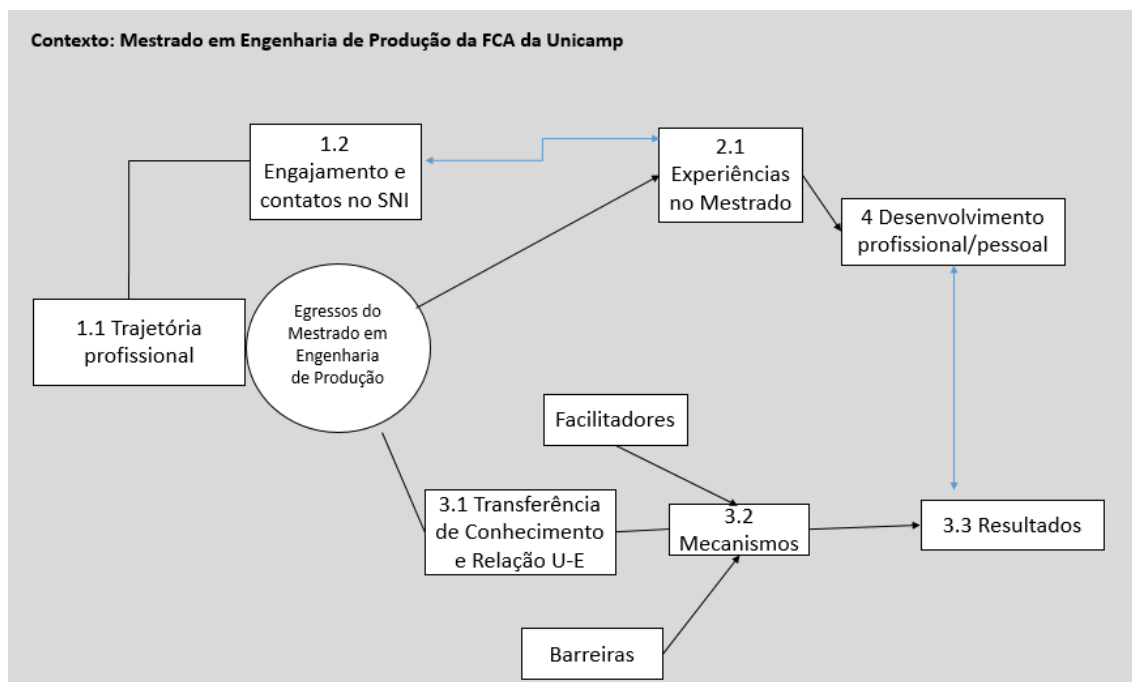 Contexto: Mestrado em Engenharia de Produção da FCA da Unicamp
1.2
Engajamento e
contatos no SNI
2.1
Experiências
no Mestrado
4 Desenvolvimento
profissional/pessoal
1.1 Trajetória
profissional
Egressos do
Mestrado em
Engenharia
de Produção
Facilitadores
3.1 Transferência
de Conhecimento
e Relação U-E
3.2
Mecanismos
3.3 Resultados
Barreiras